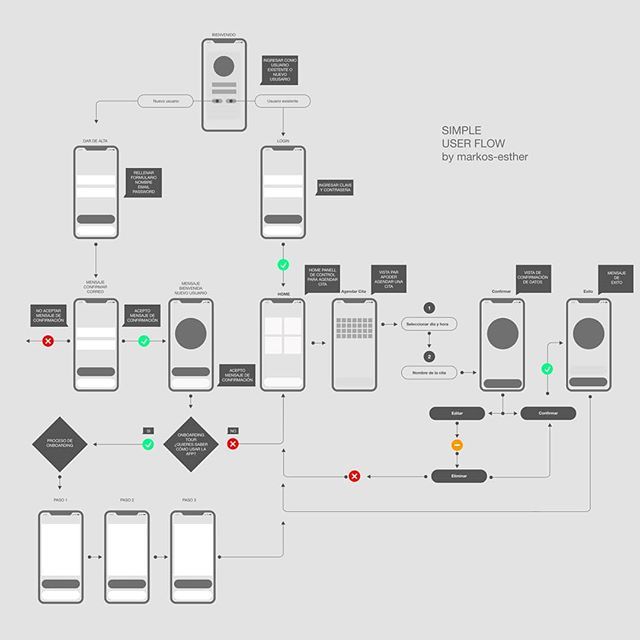 BIENVENIDO
INGRESAR COMO
USUSARIO
EXISTENTE O
NUEVO
USUSARIO
Nuevo usuario
Usuario existente
SIMPLE
USER FLOW
by markos-esther
DAR DE ALTA
LOGIN
RELLENAR
FORMULARIO
NOMBRE
EMAIL
PASSWORD
INGRESAR CLAVE
Y CONTRASEÑA
MENSAJE
CONFIRMAR
CORREO
MENSAJE
BIENVENIDA
NUEVO USUARIO
HOME
HOME PANELL
DE CONTROL
PARA AGENDAR
CITA
Agendar Cita
VISTA PAR
APODER
AGENDAR UNA
CITA
Confirmar
VISTA DE
CONFIRMACIÓN
DE DATOS
Exito
MENSAJE
DE
EXITO
NO ACEPTAR
MENSAJE DE
CONFIRMACIÓN
ACEPTO
MENSAJE DE
CONFIRMACIÓN
1
Seleccionar día y hora
2
Nombre de la cita
ACEPTO
MENSAJE DE
CONFIRMACIÓN
Editar
Confirmar
Eliminar
PROCESO DE
ONBOARDING
SI
ONBOARDING
TOUR
¿QUIERES SABER
CÓMO USAR LA
APP?
NO
PASO 1
PASO 2
PASO 3